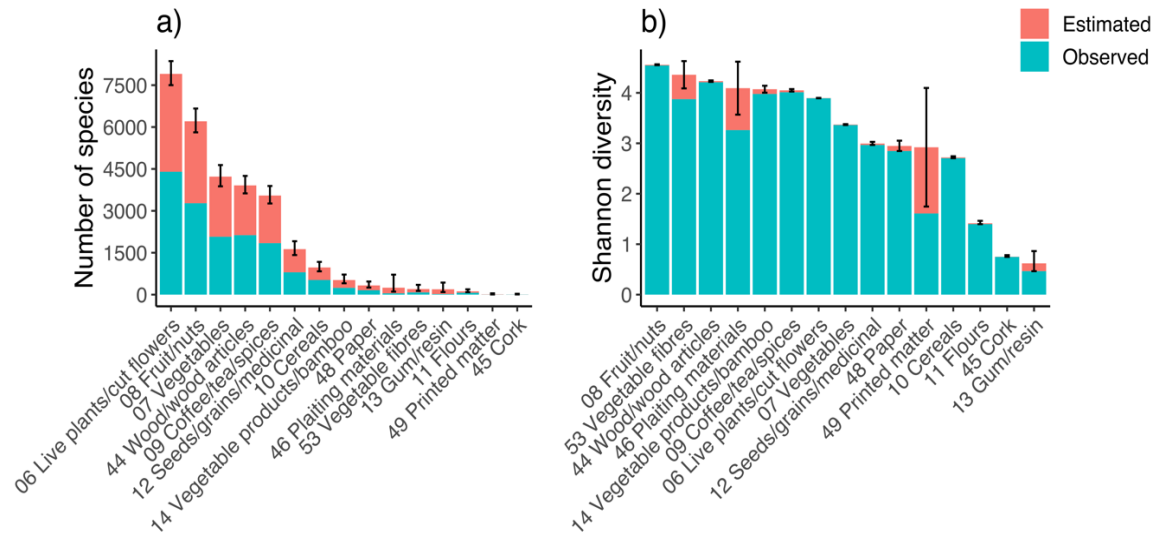 a)
Number of species
7500
6000
4500
3000
1500
0
06 Live plants/cut flowers
08 Fruit/nuts
07 Vegetables
44 Wood/wood articles
09 Coffee/tea/spices
12 Seeds/grains/medicinal
10 Cereals
14 Vegetable products/bamboo
48 Paper
46 Plaiting materials
53 Vegetable fibres
13 Gum/resin
11 Flours
49 Printed matter
45 Cork
b)
Shannon diversity
4
3
2
1
0
08 Fruit/nuts
53 Vegetable fibres
44 Wood/wood articles
46 Plaiting materials
14 Vegetable products/bamboo
09 Coffee/tea/spices
06 Live plants/cut flowers
07 Vegetables
12 Seeds/grains/medicinal
48 Paper
49 Printed matter
10 Cereals
11 Flours
45 Cork
13 Gum/resin
Estimated
Observed